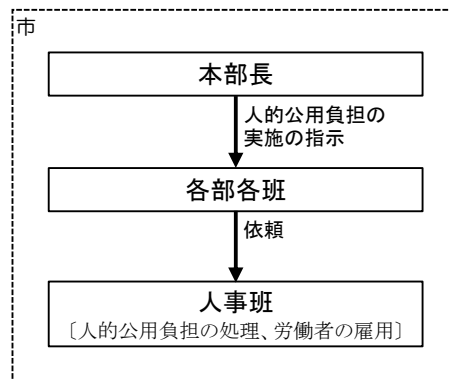 市
本部長
人的公用負担の
実施の指示
各部各班
依頼
人事班
〔人的公用負担の処理、労働者の雇用〕